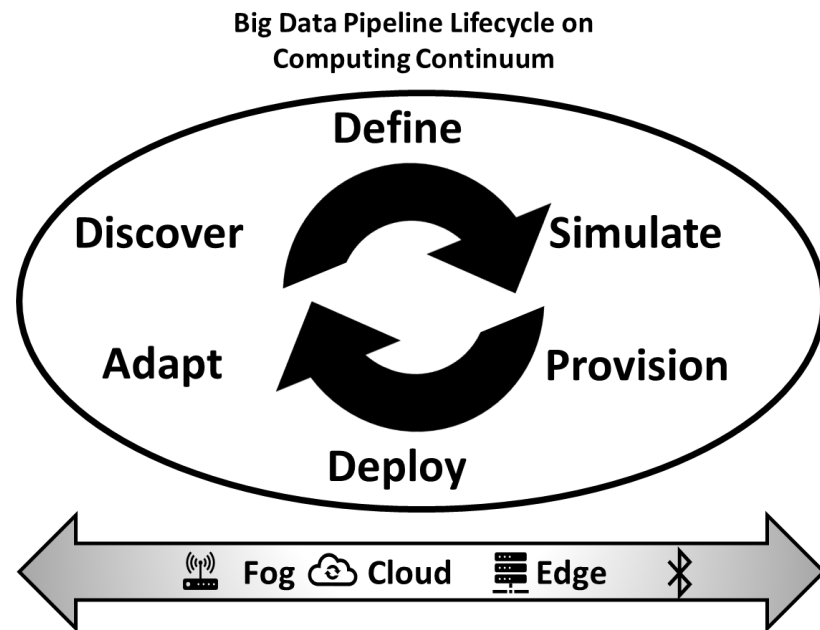 Big Data Pipeline Lifecycle on
Computing Continuum
Define
Discover
Simulate
Adapt
Provision
Deploy
Fog Cloud Edge